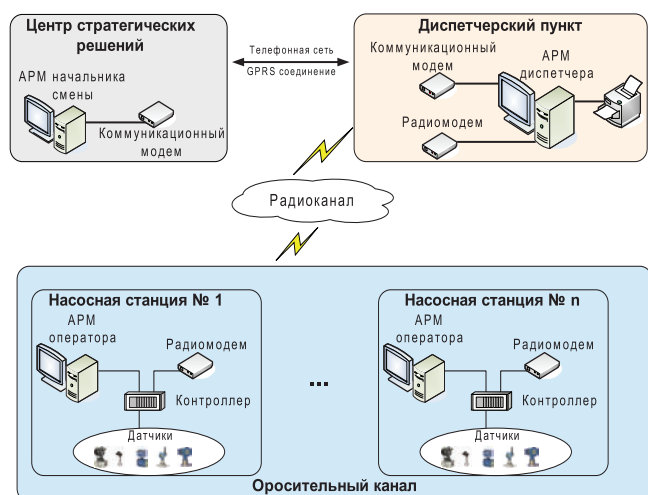 Центр стратегических
решений
АРМ начальника
смены
Коммуникационный
модем
Телефонная сеть
GPRS соединение
Диспетчерский пункт
Коммуникационный
модем
АРМ
диспетчера
Радиомодем
Радиоканал
Насосная станция № 1
АРМ
оператора
Радиомодем
Контроллер
Датчики
...
Насосная станция № n
АРМ
оператора
Радиомодем
Контроллер
Датчики
Оросительный канал